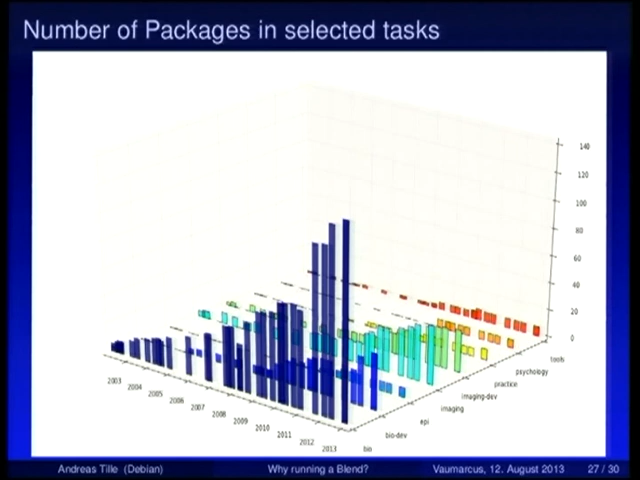 Number of Packages in selected tasks
140
120
100
80
60
40
20
0
tools
psychology
practice
imaging-dev
imaging
epi
bio-dev
bio
2003
2004
2005
2006
2007
2008
2009
2010
2011
2012
2013
Andreas Tille (Debian)
Why running a Blend?
Vaumarcus, 12. August 2013
27 / 30